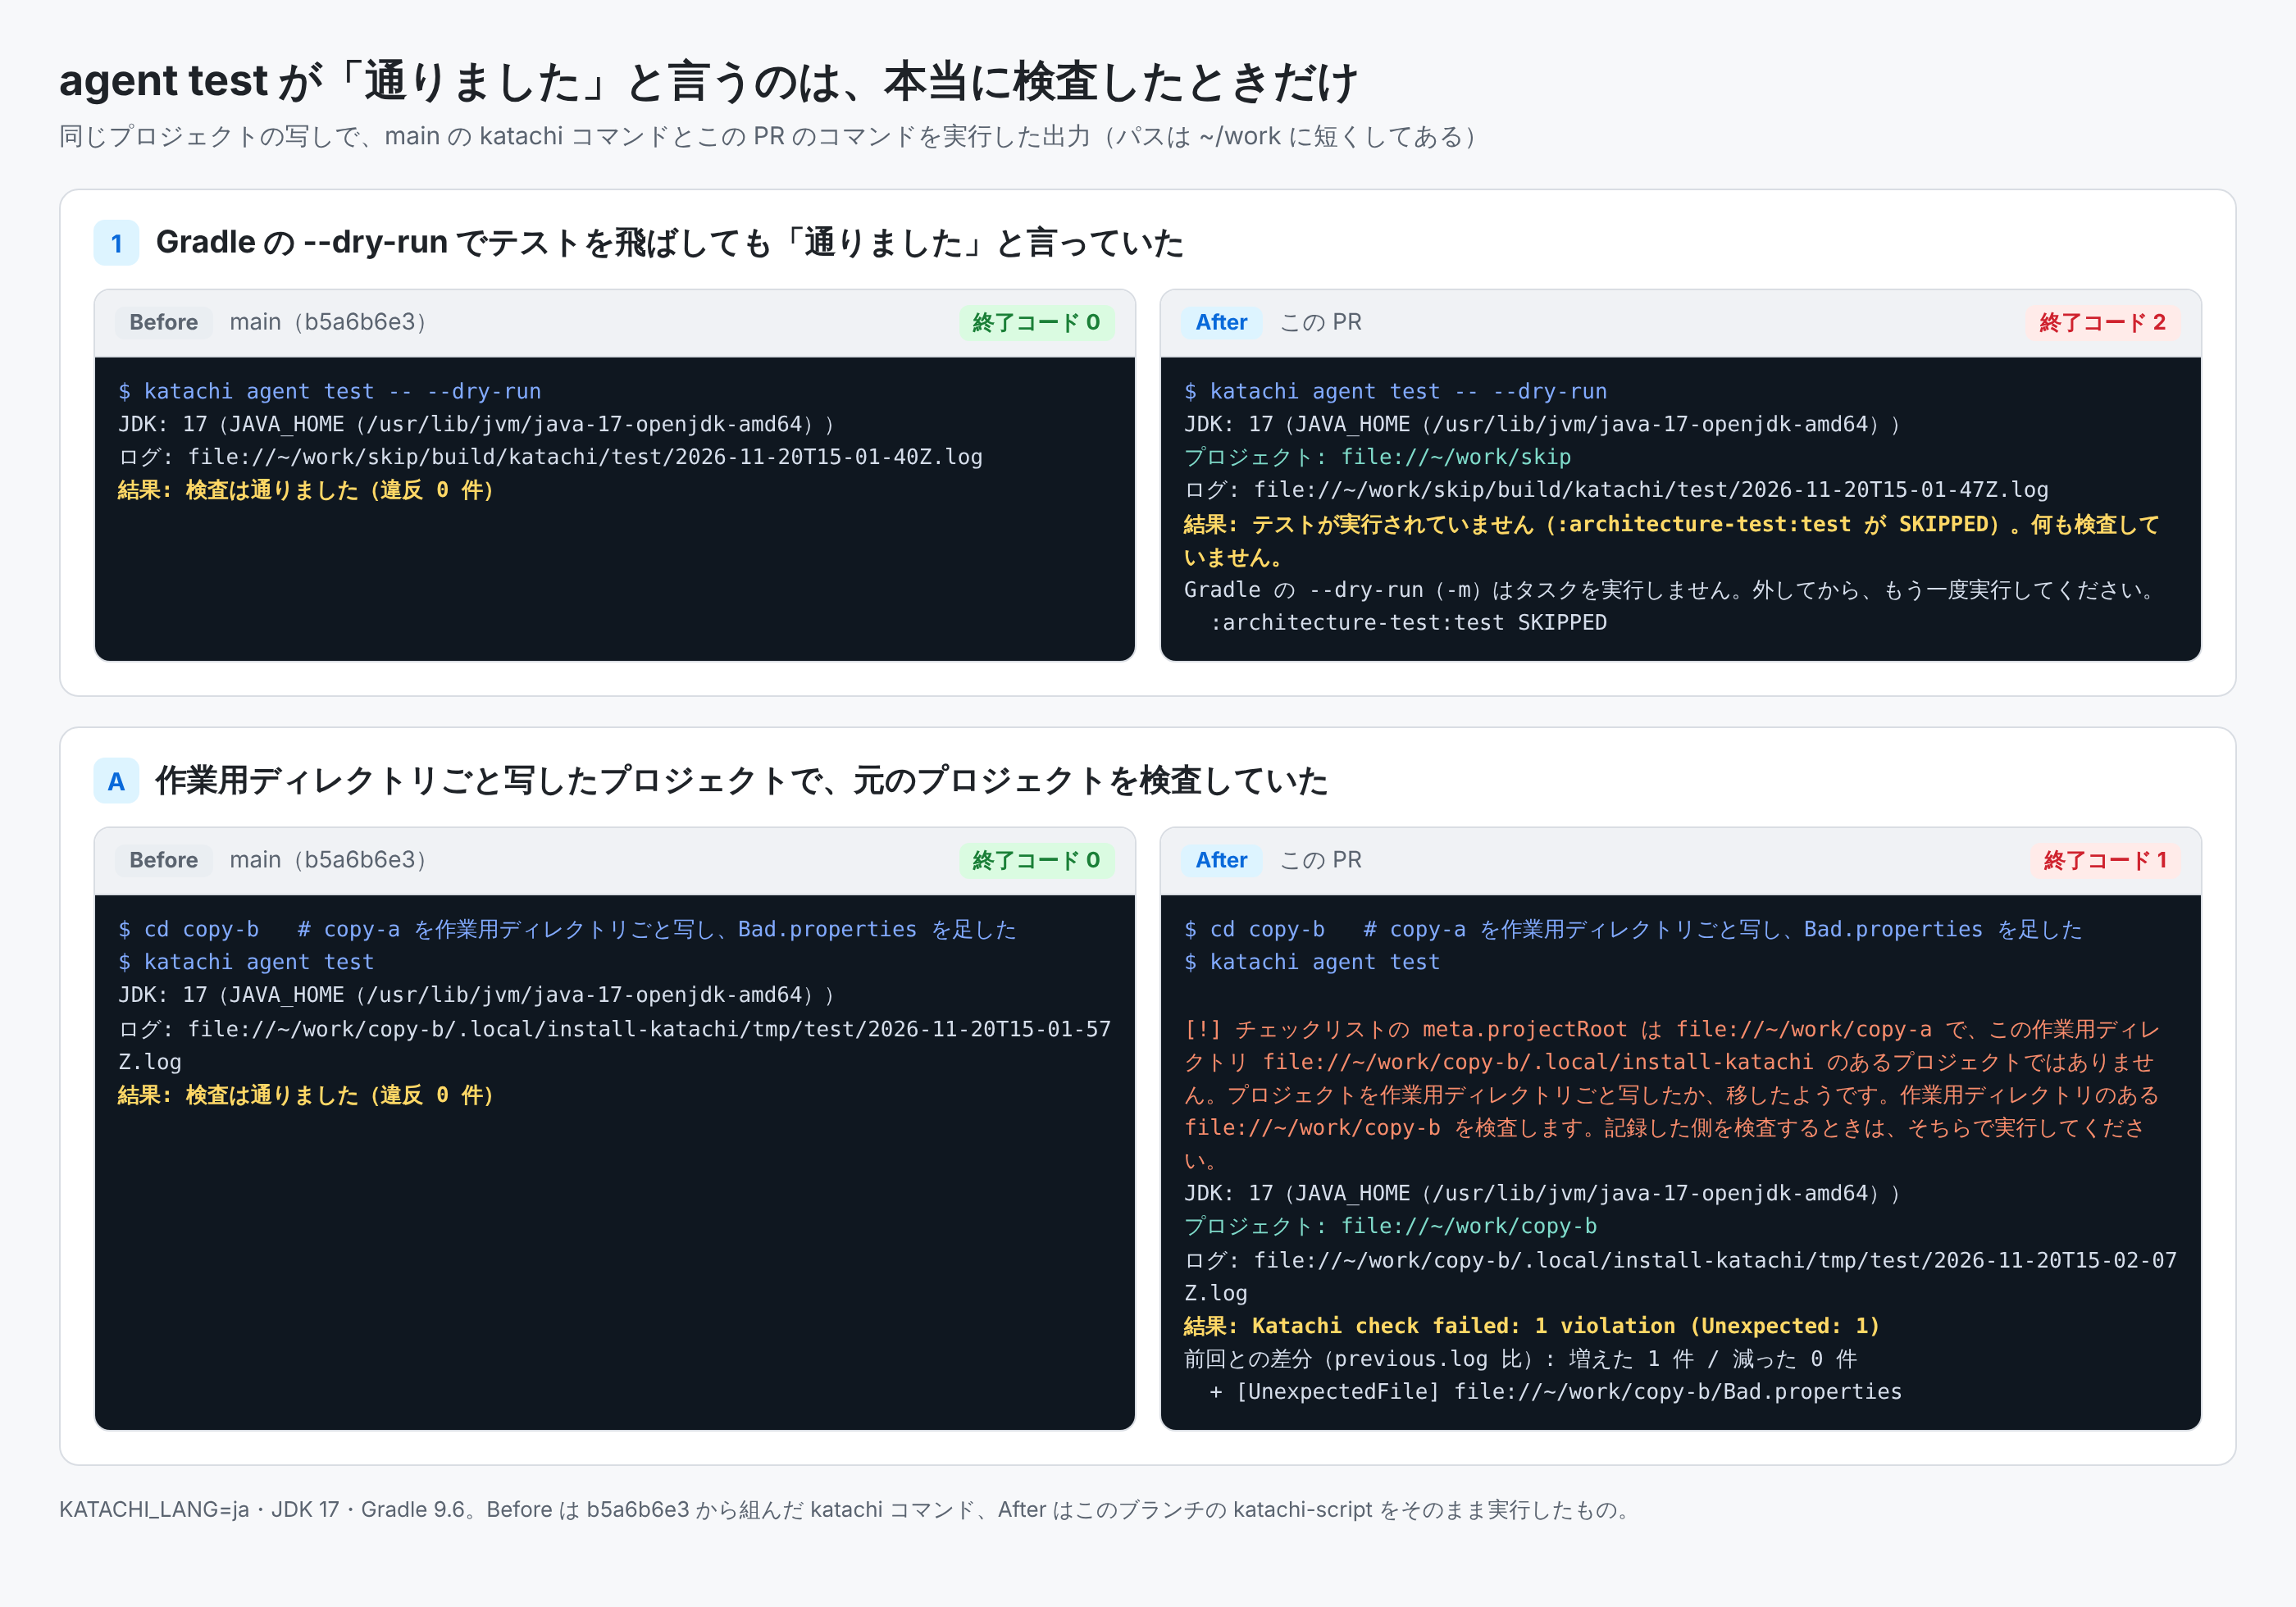 agent test が「通りました」と言うのは、本当に検査したときだけ
同じプロジェクトの写しで、main の katachi コマンドとこの PR のコマンドを実行した出力（パスは ~/work に短くしてある）
1 Gradle の --dry-run でテストを飛ばしても「通りました」と言っていた
Before main（b5a6b6e3） 終了コード 0
$ katachi agent test -- --dry-run
JDK: 17（JAVA_HOME（/usr/lib/jvm/java-17-openjdk-amd64））
ログ: file://~/work/skip/build/katachi/test/2026-11-20T15-01-40Z.log
結果: 検査は通りました（違反 0 件）
After この PR 終了コード 2
$ katachi agent test -- --dry-run
JDK: 17（JAVA_HOME（/usr/lib/jvm/java-17-openjdk-amd64））
プロジェクト: file://~/work/skip
ログ: file://~/work/skip/build/katachi/test/2026-11-20T15-01-47Z.log
結果: テストが実行されていません（:architecture-test:test が SKIPPED）。何も検査して
いません。
Gradle の --dry-run（-m）はタスクを実行しません。外してから、もう一度実行してください。
:architecture-test:test SKIPPED
A 作業用ディレクトリごと写したプロジェクトで、元のプロジェクトを検査していた
Before main（b5a6b6e3） 終了コード 0
$ cd copy-b # copy-a を作業用ディレクトリごと写し、Bad.properties を足した
$ katachi agent test
JDK: 17（JAVA_HOME（/usr/lib/jvm/java-17-openjdk-amd64））
ログ: file://~/work/copy-b/.local/install-katachi/tmp/test/2026-11-20T15-01-57
Z.log
結果: 検査は通りました（違反 0 件）
After この PR 終了コード 1
$ cd copy-b # copy-a を作業用ディレクトリごと写し、Bad.properties を足した
$ katachi agent test
[!] チェックリストの meta.projectRoot は file://~/work/copy-a で、この作業用ディレ
クトリ file://~/work/copy-b/.local/install-katachi のあるプロジェクトではありませ
ん。プロジェクトを作業用ディレクトリごと写したか、移したようです。作業用ディレクトリのある
file://~/work/copy-b を検査します。記録した側を検査するときは、そちらで実行してくださ
い。
JDK: 17（JAVA_HOME（/usr/lib/jvm/java-17-openjdk-amd64））
プロジェクト: file://~/work/copy-b
ログ: file://~/work/copy-b/.local/install-katachi/tmp/test/2026-11-20T15-02-07
Z.log
結果: Katachi check failed: 1 violation (Unexpected: 1)
前回との差分（previous.log 比）: 増えた 1 件 / 減った 0 件
+ [UnexpectedFile] file://~/work/copy-b/Bad.properties
KATACHI_LANG=ja・JDK 17・Gradle 9.6。Before は b5a6b6e3 から組んだ katachi コマンド、After はこのブランチの katachi-script をそのまま実行したもの。